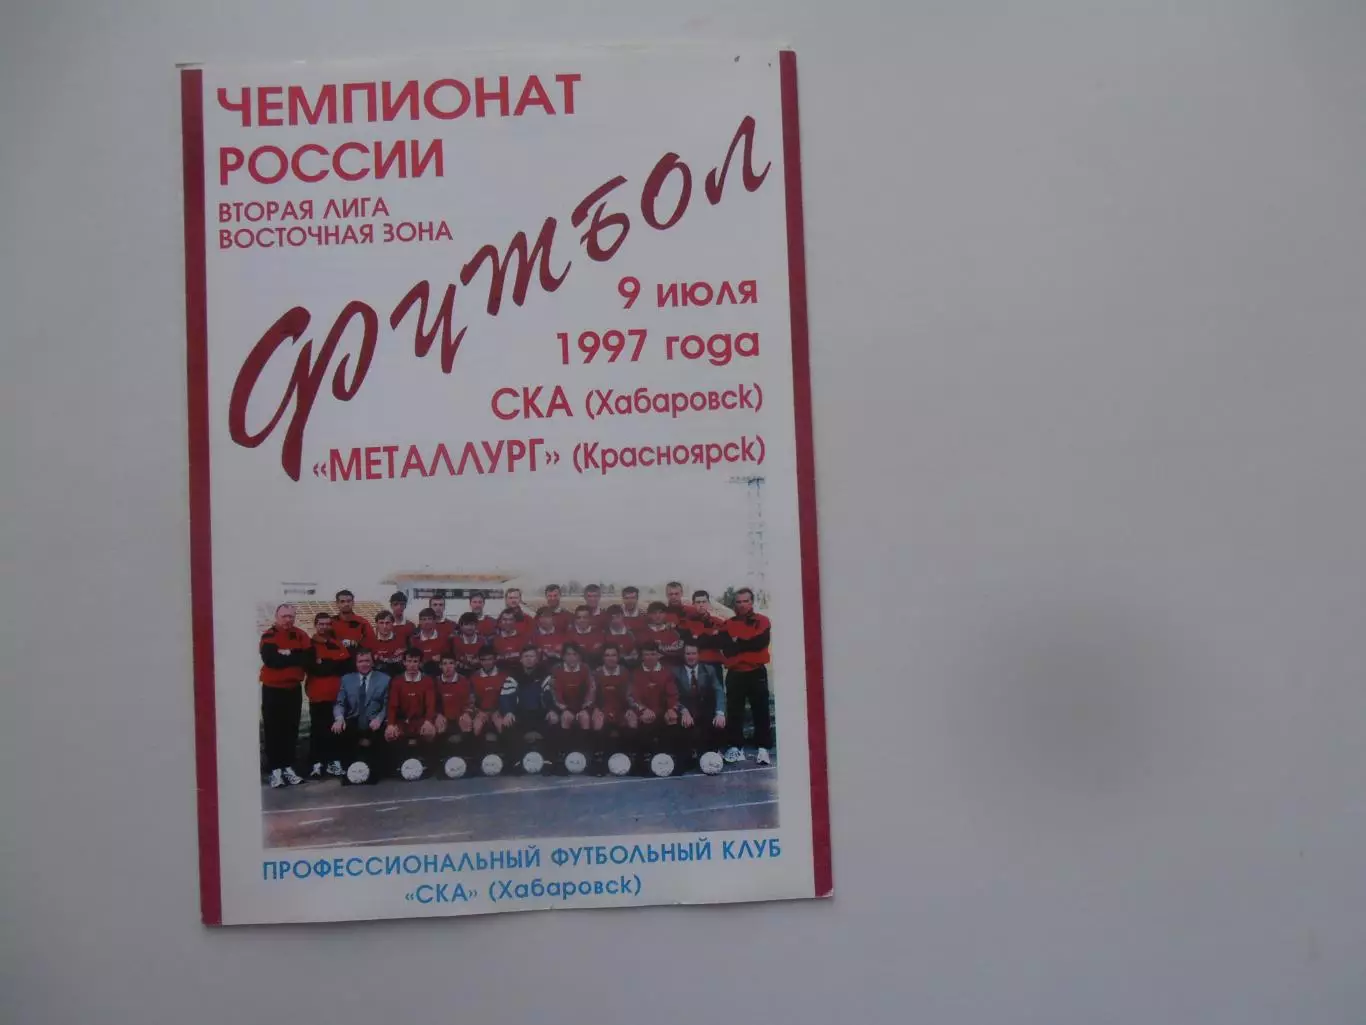 ЧЕМПИОНАТ
РОССИИ
ВТОРАЯ ЛИГА
ВОСТОЧНАЯ ЗОНА
ФУТБОЛ
9 июля
1997 года
СКА (Хабаровск)
«МЕТАЛЛУРГ» (Красноярск)
ПРОФЕССИОНАЛЬНЫЙ ФУТБОЛЬНЫЙ КЛУБ
«СКА» (Хабаровск)